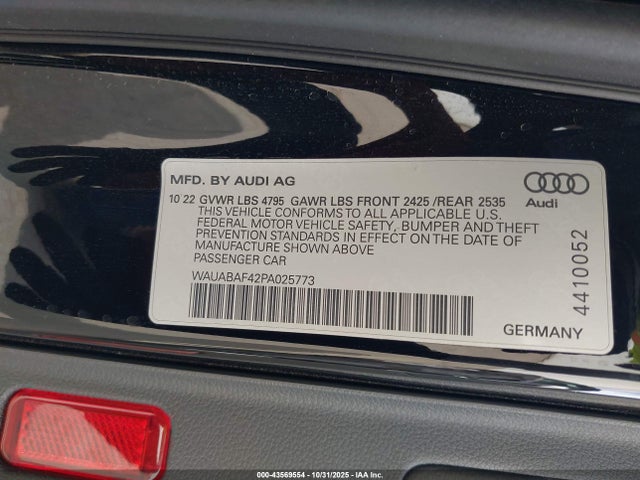 MFD. BY AUDI AG
10 22 GVWR LBS 4795 GAWR LBS FRONT 2425 /REAR 2535
THIS VEHICLE CONFORMS TO ALL APPLICABLE U.S.
FEDERAL MOTOR VEHICLE SAFETY, BUMPER AND THEFT
PREVENTION STANDARDS IN EFFECT ON THE DATE OF
MANUFACTURE SHOWN ABOVE
PASSENGER CAR
WAUABAF42PA025773
Audi
4410052
GERMANY
000-43569554 | 10/31/2025 | IAA Inc.